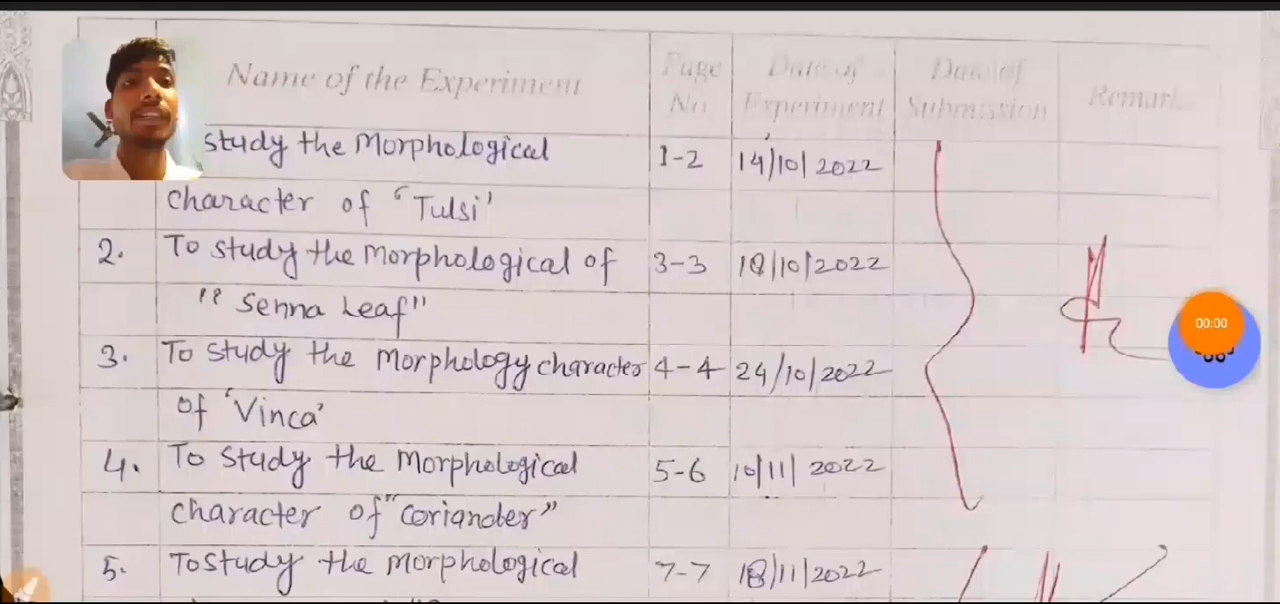 Name of the Experiment Page No. Date of Experiment Date of Submission Remark
study the Morphological 1-2 14/10/2022
character of 'Tulsi'
2. To study the Morphological of 3-3 18/10/2022
"Senna Leaf"
3. To study the Morphology character 4-4 24/10/2022
of 'Vinca'
4. To study the Morphological 5-6 10/11/2022
character of "Coriander"
5. To study the Morphological 7-7 18/11/2022
00:00